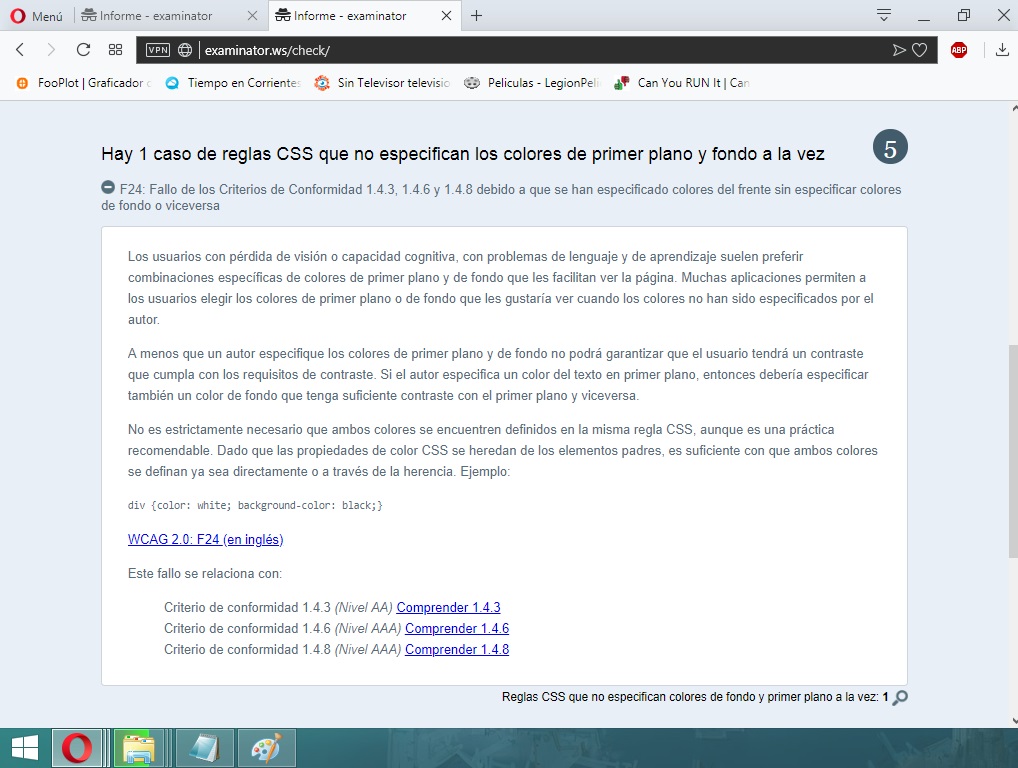 Menú
Informe - examinator
Informe - examinator
VPN
examinator.ws/check/
ABP
FooPlot | Graficador
Tiempo en Corrientes
Sin Televisor televisio
Películas - LegionPeli
Can You RUN It | Can
Hay 1 caso de reglas CSS que no especifican los colores de primer plano y fondo a la vez
5
F24: Fallo de los Criterios de Conformidad 1.4.3, 1.4.6 y 1.4.8 debido a que se han especificado colores del frente sin especificar colores
de fondo o viceversa
Los usuarios con pérdida de visión o capacidad cognitiva, con problemas de lenguaje y de aprendizaje suelen preferir
combinaciones específicas de colores de primer plano y de fondo que les facilitan ver la página. Muchas aplicaciones permiten a
los usuarios elegir los colores de primer plano o de fondo que les gustaría ver cuando los colores no han sido especificados por el
autor.
A menos que un autor especifique los colores de primer plano y de fondo no podrá garantizar que el usuario tendrá un contraste
que cumpla con los requisitos de contraste. Si el autor especifica un color del texto en primer plano, entonces debería especificar
también un color de fondo que tenga suficiente contraste con el primer plano y viceversa.
No es estrictamente necesario que ambos colores se encuentren definidos en la misma regla CSS, aunque es una práctica
recomendable. Dado que las propiedades de color CSS se heredan de los elementos padres, es suficiente con que ambos colores
se definan ya sea directamente o a través de la herencia. Ejemplo:
div {color: white; background-color: black;}
WCAG 2.0: F24 (en inglés)
Este fallo se relaciona con:
Criterio de conformidad 1.4.3 (Nivel AA) Comprender 1.4.3
Criterio de conformidad 1.4.6 (Nivel AAA) Comprender 1.4.6
Criterio de conformidad 1.4.8 (Nivel AAA) Comprender 1.4.8
Reglas CSS que no especifican colores de fondo y primer plano a la vez: 1